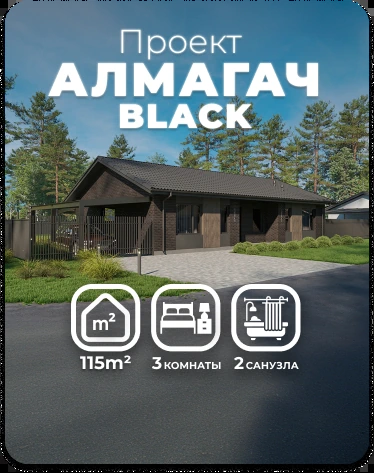 Проект
АЛМАГАЧ
BLACK
m²
115m² 3 КОМНАТЫ 2 САНУЗЛА